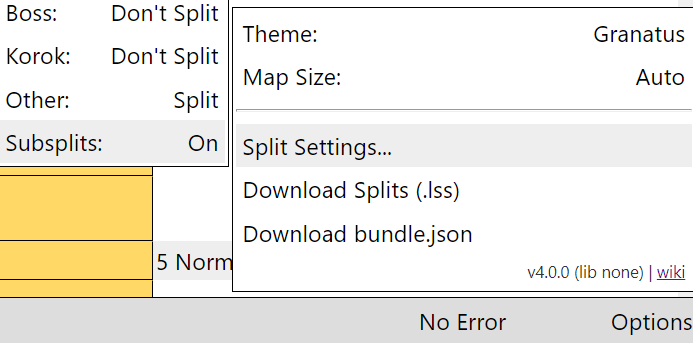 Boss: Don't Split
Korok: Don't Split
Other: Split
Subsplits: On
Theme: Granatus
Map Size: Auto
Split Settings...
Download Splits (.lss)
Download bundle.json
v4.0.0 (lib none) | wiki
5 Norm
No Error
Options